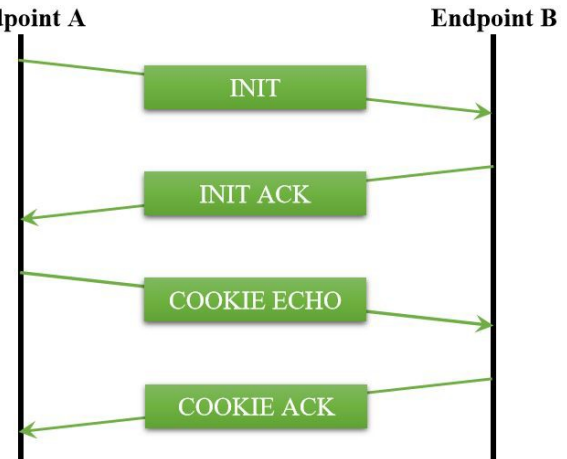 dpoint A
Endpoint B
INIT
INIT ACK
COOKIE ECHO
COOKIE ACK